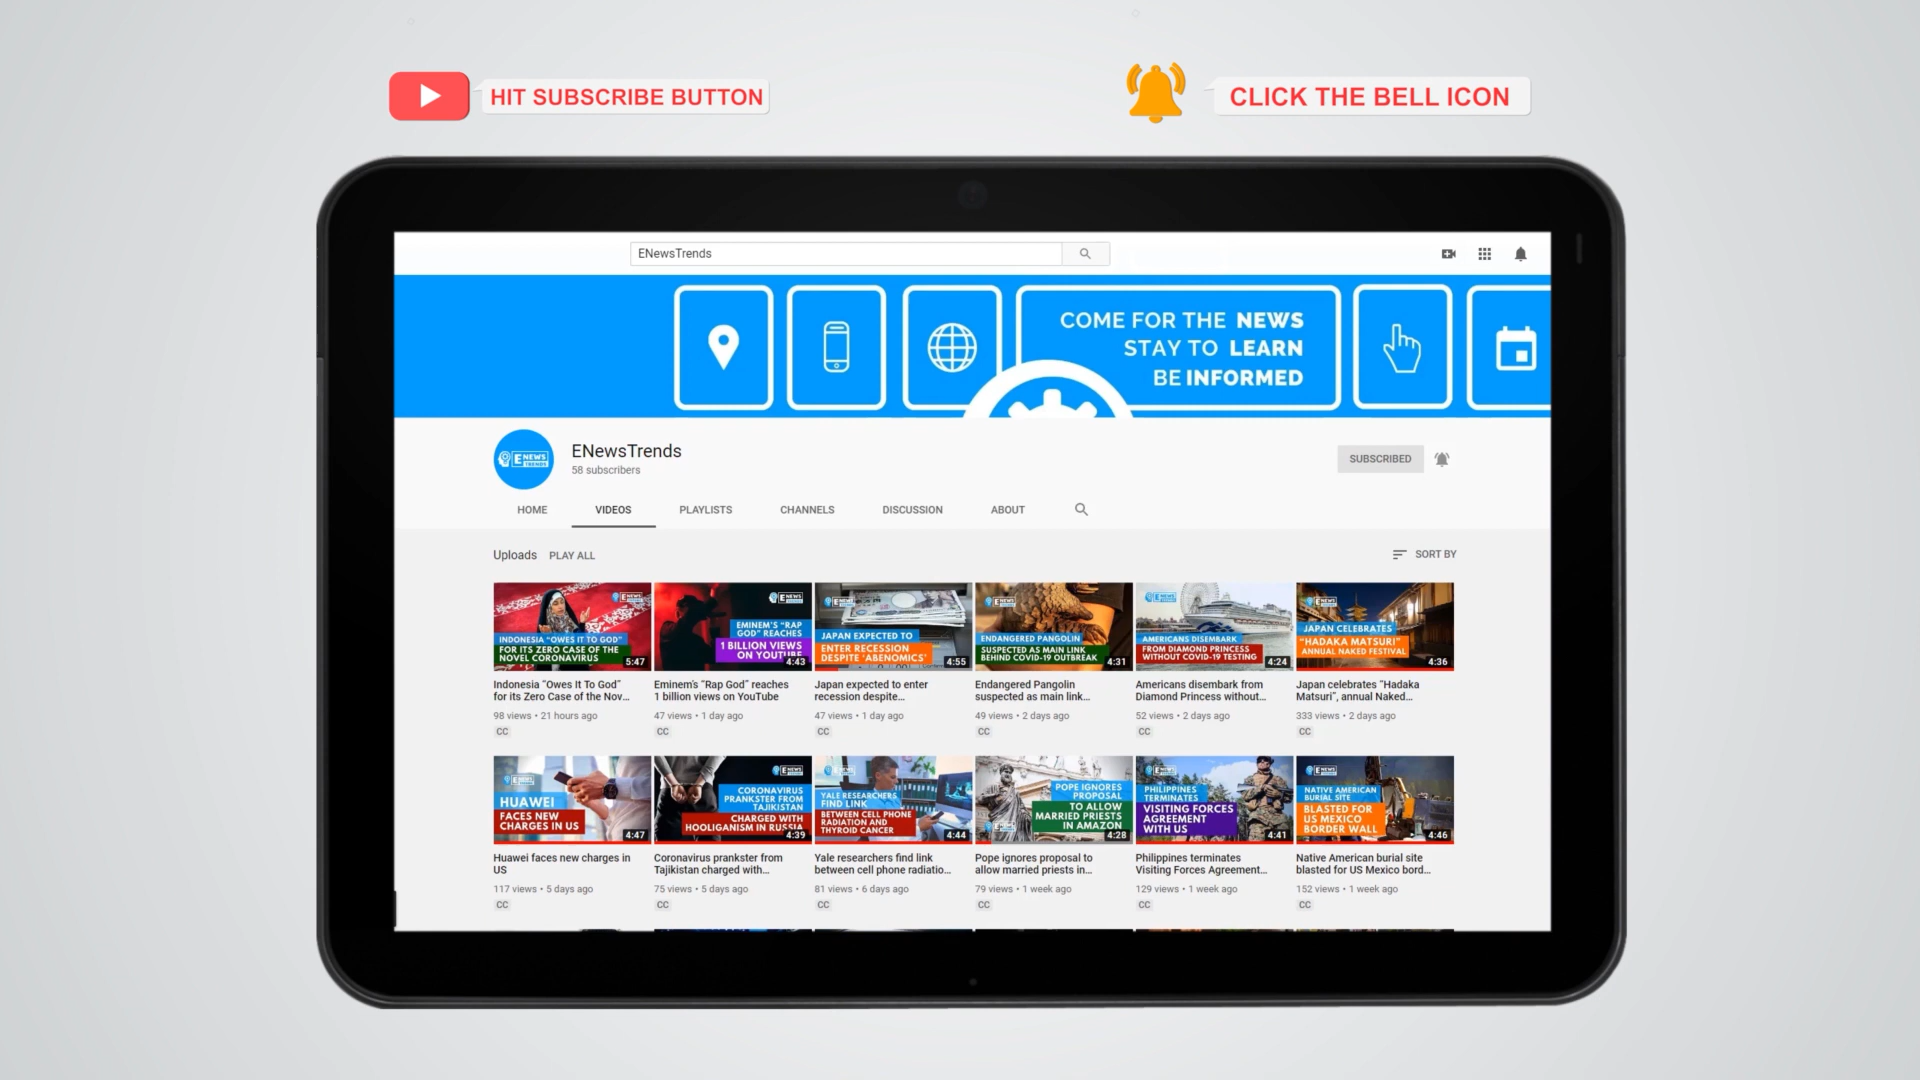 HIT SUBSCRIBE BUTTON
CLICK THE BELL ICON
ENewsTrends
COME FOR THE NEWS
STAY TO LEARN
BE INFORMED
E NEWS
TRENDS
ENewsTrends
58 subscribers
SUBSCRIBED
HOME
VIDEOS
PLAYLISTS
CHANNELS
DISCUSSION
ABOUT
Uploads
PLAY ALL
SORT BY
INDONESIA "OWES IT TO GOD"
FOR ITS ZERO CASE OF THE
NOVEL CORONAVIRUS
5:47
Indonesia "Owes It To God"
for its Zero Case of the Nov...
98 views • 21 hours ago
CC
EMINEM'S "RAP
GOD" REACHES
1 BILLION VIEWS
ON YOUTUBE
4:43
Eminem's "Rap God" reaches
1 billion views on YouTube
47 views • 1 day ago
CC
JAPAN EXPECTED TO
ENTER RECESSION
DESPITE 'ABENOMICS'
4:55
Japan expected to enter
recession despite...
47 views • 1 day ago
CC
ENDANGERED PANGOLIN
SUSPECTED AS MAIN LINK
BEHIND COVID-19 OUTBREAK
4:31
Endangered Pangolin
suspected as main link...
49 views • 2 days ago
CC
AMERICANS DISEMBARK
FROM DIAMOND PRINCESS
WITHOUT COVID-19 TESTING
4:24
Americans disembark from
Diamond Princess without...
52 views • 2 days ago
CC
JAPAN CELEBRATES
"HADAKA MATSURI"
ANNUAL NAKED FESTIVAL
4:36
Japan celebrates "Hadaka
Matsuri", annual Naked...
333 views • 2 days ago
CC
HUAWEI
FACES NEW
CHARGES IN US
4:47
Huawei faces new charges in
US
117 views • 5 days ago
CC
CORONAVIRUS
PRANKSTER FROM
TAJIKISTAN
CHARGED WITH
HOOLIGANISM IN RUSSIA
4:39
Coronavirus prankster from
Tajikistan charged with...
75 views • 5 days ago
CC
YALE RESEARCHERS
FIND LINK
BETWEEN CELL PHONE
RADIATION AND
THYROID CANCER
4:44
Yale researchers find link
between cell phone radiatio...
81 views • 6 days ago
CC
POPE IGNORES
PROPOSAL
TO ALLOW
MARRIED PRIESTS
IN AMAZON
4:28
Pope ignores proposal to
allow married priests in...
79 views • 1 week ago
CC
PHILIPPINES
TERMINATES
VISITING FORCES
AGREEMENT
WITH US
4:41
Philippines terminates
Visiting Forces Agreement...
129 views • 1 week ago
CC
NATIVE AMERICAN
BURIAL SITE
BLASTED FOR
US MEXICO
BORDER WALL
4:46
Native American burial site
blasted for US Mexico bord...
152 views • 1 week ago
CC